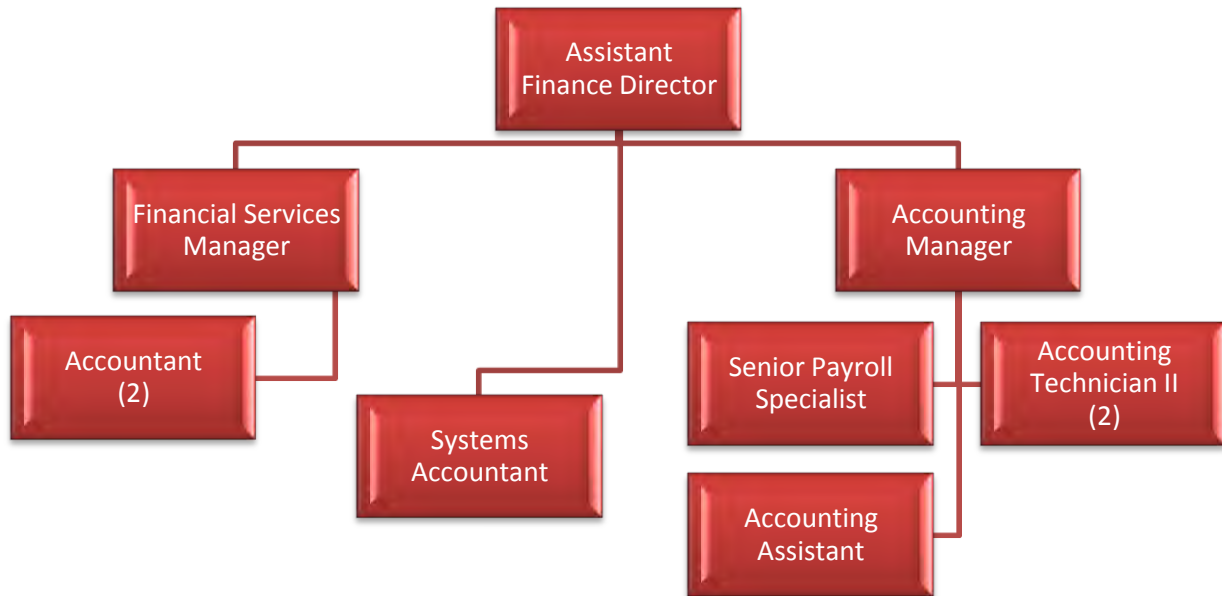 Assistant
Finance Director
Financial Services
Manager
Accounting
Manager
Accountant
(2)
Senior Payroll
Specialist
Accounting
Technician II
(2)
Systems
Accountant
Accounting
Assistant